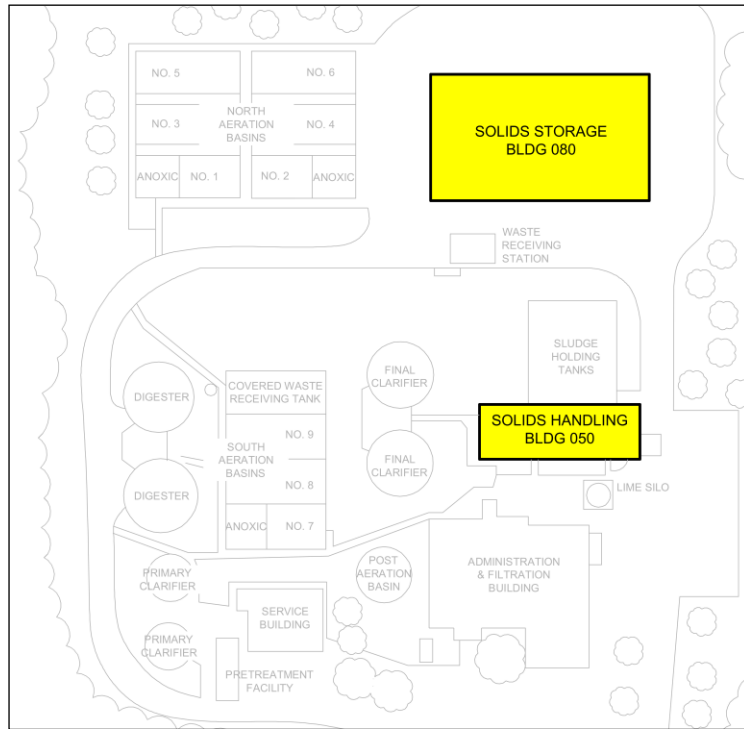 NO. 5
NO. 6
NORTH
AERATION
BASINS
NO. 3
NO. 4
ANOXIC
NO. 1
NO. 2
ANOXIC
SOLIDS STORAGE
BLDG 080
WASTE
RECEIVING
STATION
SLUDGE
HOLDING
TANKS
FINAL
CLARIFIER
DIGESTER
COVERED WASTE
RECEIVING TANK
SOLIDS HANDLING
BLDG 050
NO. 9
SOUTH
AERATION
BASINS
FINAL
CLARIFIER
DIGESTER
NO. 8
LIME SILO
ANOXIC
NO. 7
PRIMARY
CLARIFIER
POST
AERATION
BASIN
ADMINISTRATION
& FILTRATION
BUILDING
SERVICE
BUILDING
PRIMARY
CLARIFIER
PRETREATMENT
FACILITY